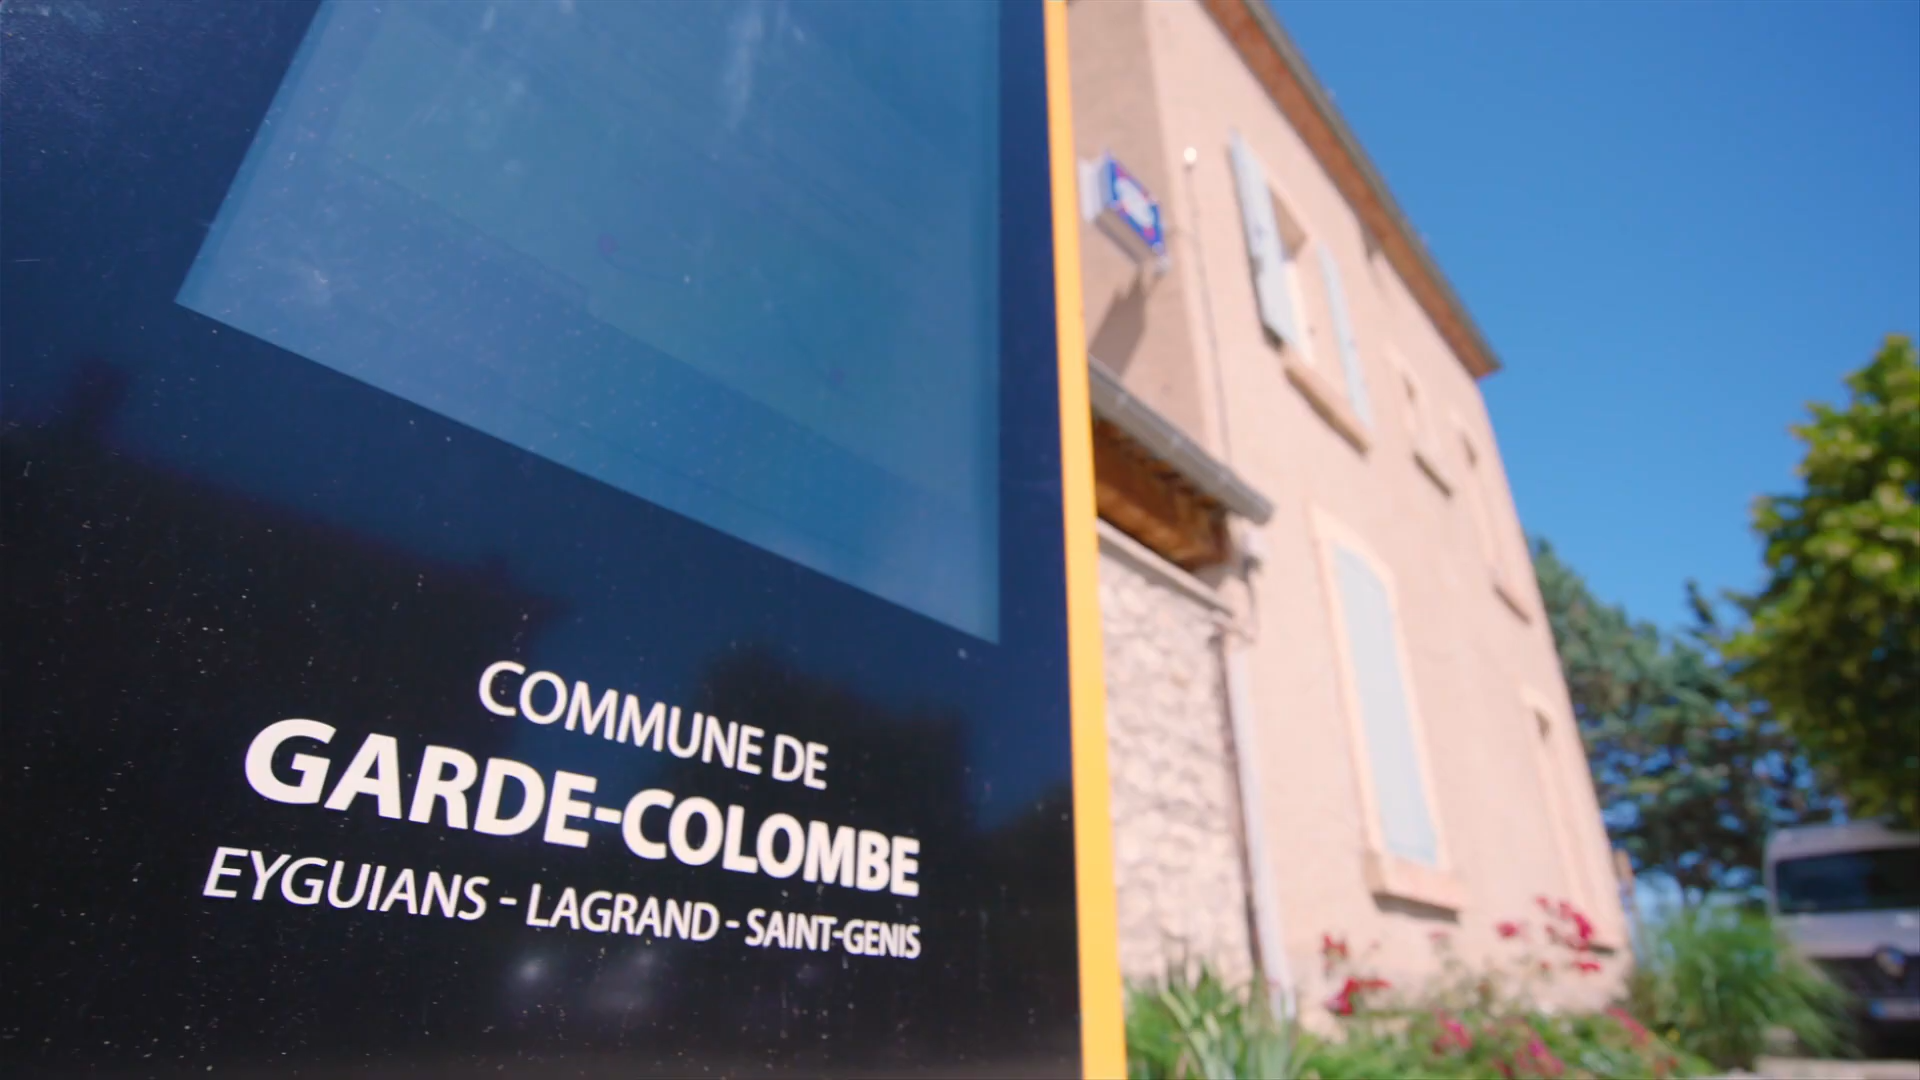 COMMUNE DE
GARDE-COLOMBE
EYGUIANS - LAGRAND - SAINT-GENIS